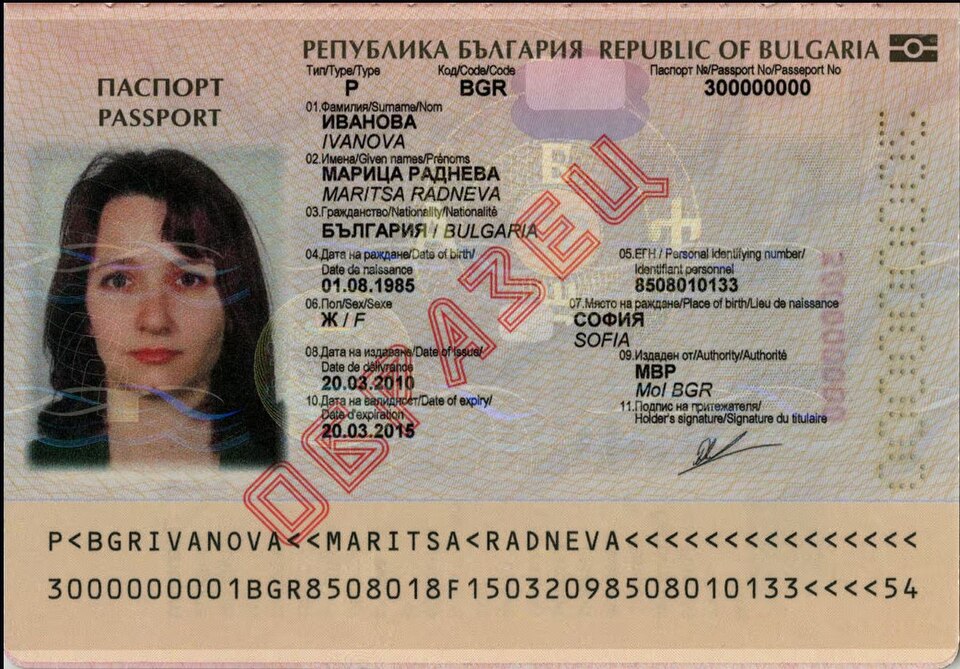 РЕПУБЛИКА БЪЛГАРИЯ REPUBLIC OF BULGARIA
ПАСПОРТ
PASSPORT
Тип/Type/Type Код/Code/Code Паспорт №/Passport No/Passeport No
P BGR 300000000
01.Фамилия/Surname/Nom
ИВАНОВА
IVANOVA
02.Имена/Given names/Prénoms
МАРИЦА РАДНЕВА
MARITSA RADNEVA
03.Гражданство/Nationality/Nationalité
БЪЛГАРИЯ / BULGARIA
04.Дата на раждане/Date of birth/
Date de naissance
01.08.1985
05.ЕГН / Personal identifying number/
Identifiant personnel
8508010133
06.Пол/Sex/Sexe
Ж / F
07.Място на раждане/Place of birth/Lieu de naissance
СОФИЯ
SOFIA
08.Дата на издаване/Date of issue/
Date de délivrance
20.03.2010
09.Издаден от/Authority/Authorité
МВР
MoI BGR
10.Дата на валидност/Date of expiry/
Date d'expiration
20.03.2015
11.Подпис на притежателя/
Holder's signature/Signature du titulaire
ОБРАЗЕЦ
P<BGRIVANOVA<<MARITSA<RADNEVA<<<<<<<<<<<<<<<
3000000001BGR8508018F15032098508010133<<<<54